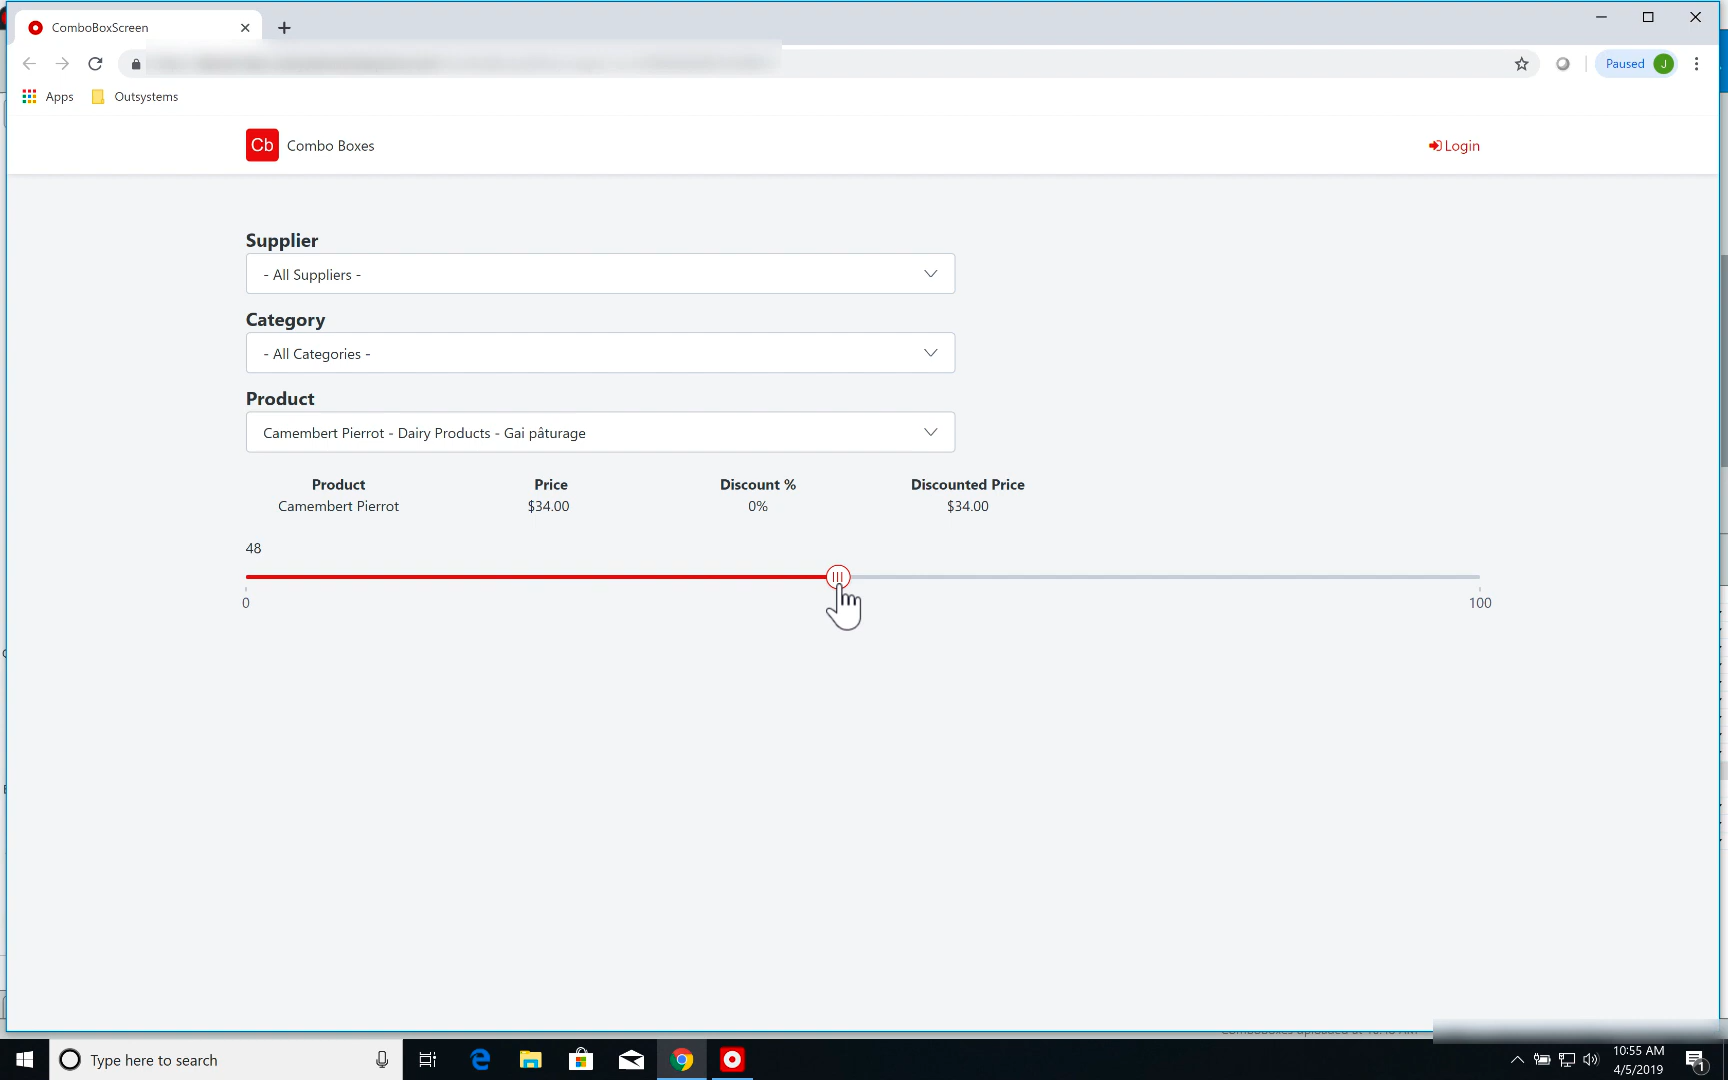 ComboBoxScreen
Paused J
Apps Outsystems
Cb Combo Boxes
Login
Supplier
- All Suppliers -
Category
- All Categories -
Product
Camembert Pierrot - Dairy Products - Gai pâturage
Product Price Discount % Discounted Price
Camembert Pierrot $34.00 0% $34.00
48
0 100
Type here to search
10:55 AM
4/5/2019
1